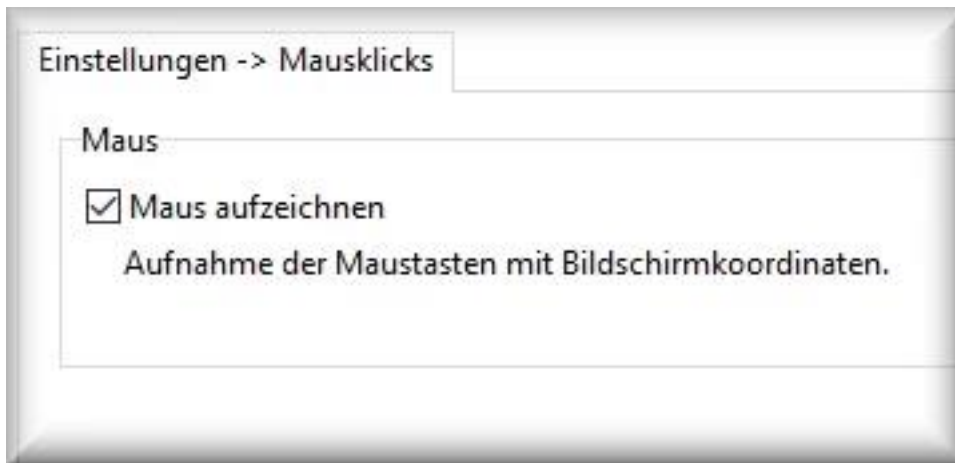 Einstellungen -> Mausklicks
Maus
Maus aufzeichnen
Aufnahme der Maustasten mit Bildschirmkoordinaten.